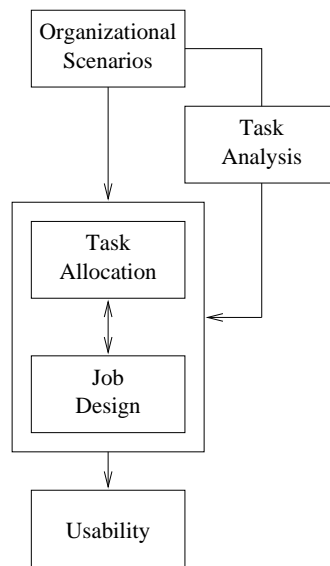 Organizational
Scenarios
Task
Analysis
Task
Allocation
Job
Design
Usability